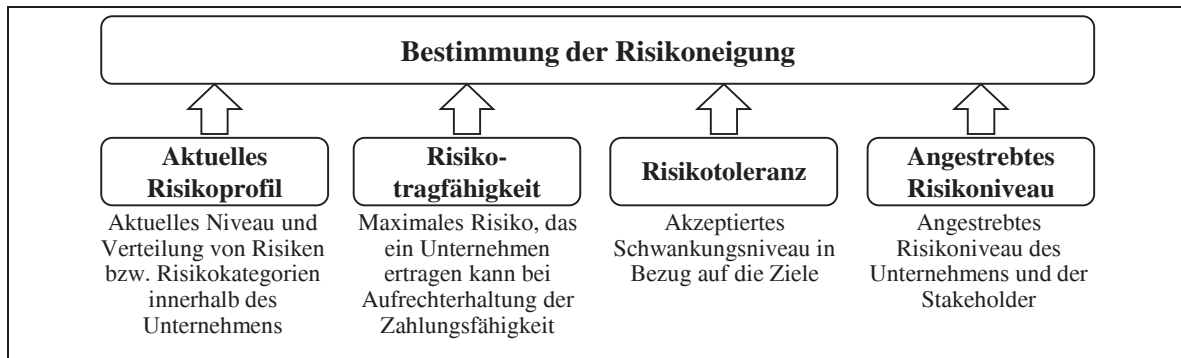 Bestimmung der Risikoneigung
Aktuelles
Risikoprofil
Aktuelles Niveau und
Verteilung von Risiken
bzw. Risikokategorien
innerhalb des
Unternehmens
Risiko-
tragfähigkeit
Maximales Risiko, das
ein Unternehmen
ertragen kann bei
Aufrechterhaltung der
Zahlungsfähigkeit
Risikotoleranz
Akzeptiertes
Schwankungsniveau in
Bezug auf die Ziele
Angestrebtes
Risikoniveau
Angestrebtes
Risikoniveau des
Unternehmens und der
Stakeholder